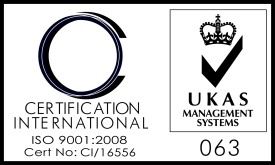 CERTIFICATION
INTERNATIONAL
ISO 9001:2008
Cert No: CI/16556
UKAS
MANAGEMENT
SYSTEMS
063